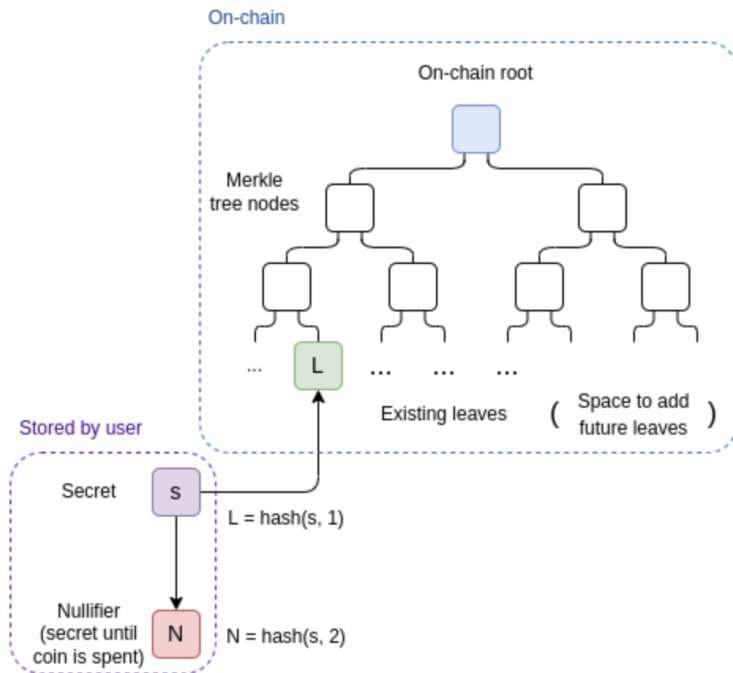 On-chain
On-chain root
Merkle
tree nodes
...
L
...
...
...
Existing leaves
( Space to add )
future leaves
Stored by user
Secret
s
L = hash(s, 1)
Nullifier
(secret until
coin is spent)
N
N = hash(s, 2)